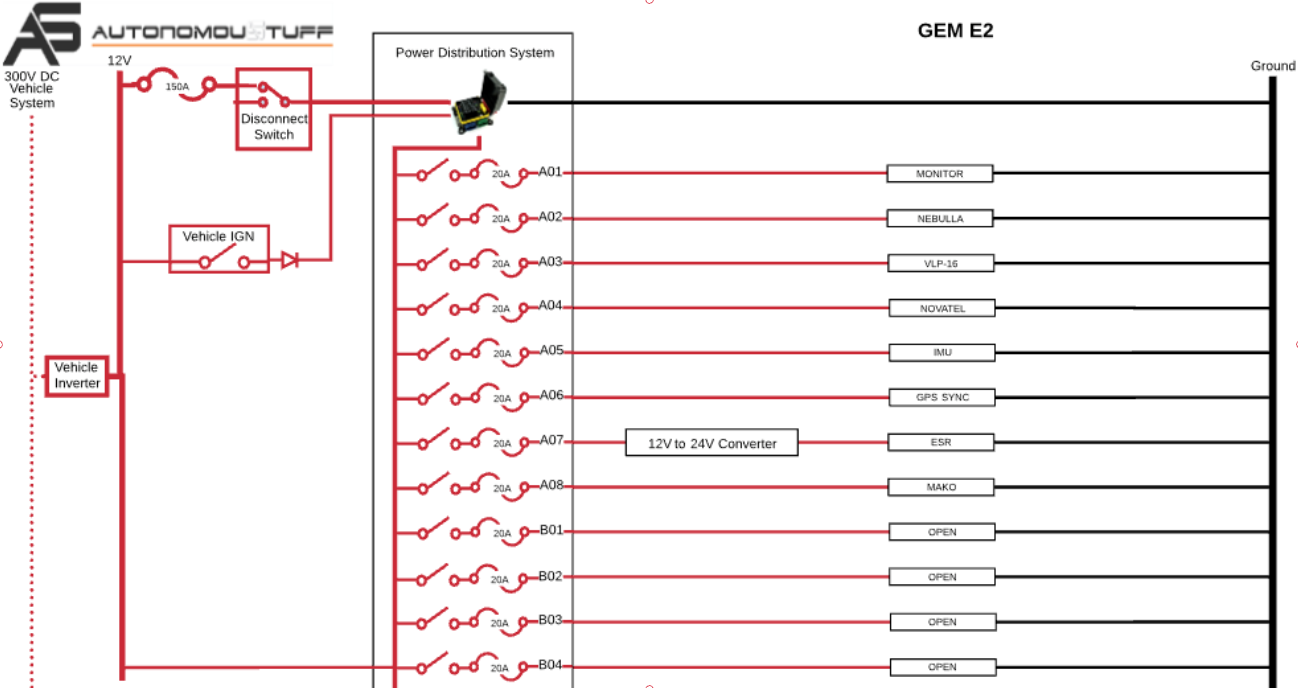 AUTONOMOUSTUFF
GEM E2
300V DC
Vehicle
System
12V
150A
Disconnect
Switch
Power Distribution System
Ground
Vehicle IGN
Vehicle
Inverter
20A A01 MONITOR
20A A02 NEBULLA
20A A03 VLP-16
20A A04 NOVATEL
20A A05 IMU
20A A06 GPS SYNC
20A A07 12V to 24V Converter ESR
20A A08 MAKO
20A B01 OPEN
20A B02 OPEN
20A B03 OPEN
20A B04 OPEN